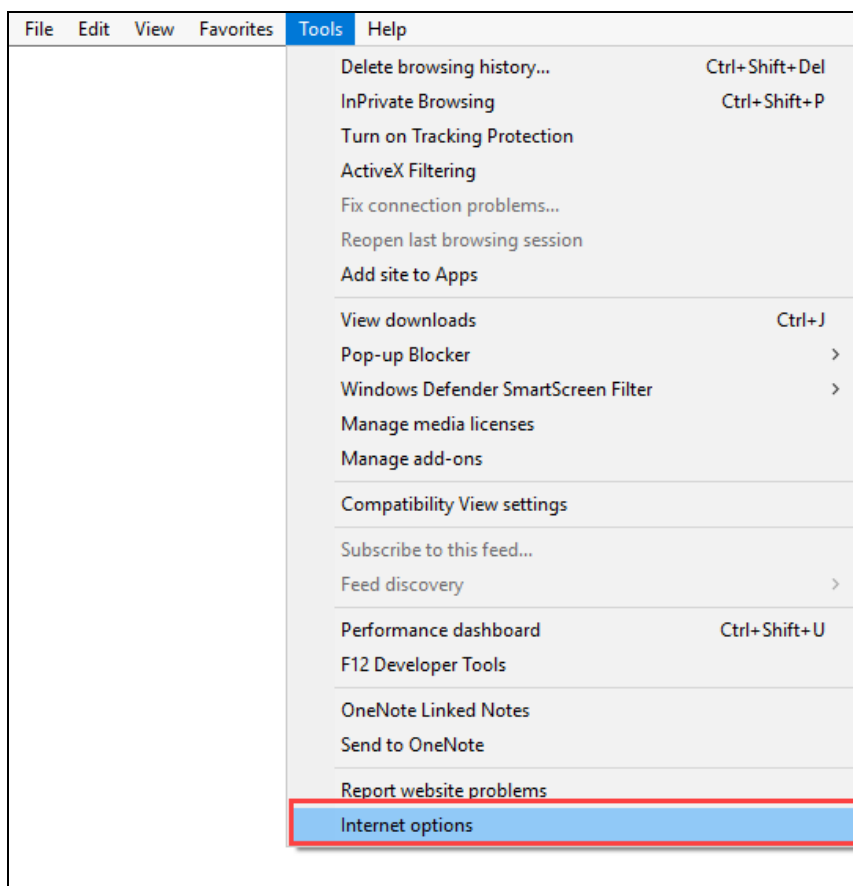 File Edit View Favorites Tools Help
Delete browsing history... Ctrl+Shift+Del
InPrivate Browsing Ctrl+Shift+P
Turn on Tracking Protection
ActiveX Filtering
Fix connection problems...
Reopen last browsing session
Add site to Apps
View downloads Ctrl+J
Pop-up Blocker
Windows Defender SmartScreen Filter
Manage media licenses
Manage add-ons
Compatibility View settings
Subscribe to this feed...
Feed discovery
Performance dashboard Ctrl+Shift+U
F12 Developer Tools
OneNote Linked Notes
Send to OneNote
Report website problems
Internet options